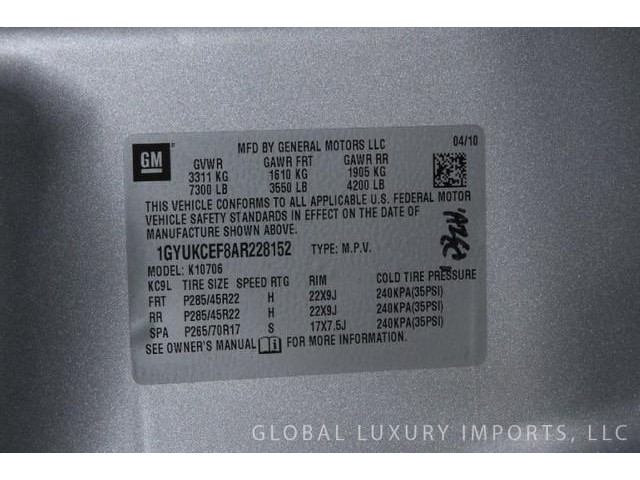 GM
MFD BY GENERAL MOTORS LLC 04/10
GVWR GAWR FRT GAWR RR
3311 KG 1610 KG 1905 KG
7300 LB 3550 LB 4200 LB
THIS VEHICLE CONFORMS TO ALL APPLICABLE U.S. FEDERAL MOTOR
VEHICLE SAFETY STANDARDS IN EFFECT ON THE DATE OF
MANUFACTURE SHOWN ABOVE.
1GYUKCEF8AR228152 TYPE: M.P.V.
MODEL: K10706
KC9L TIRE SIZE SPEED RTG RIM COLD TIRE PRESSURE
FRT P285/45R22 H 22X9J 240KPA(35PSI)
RR P285/45R22 H 22X9J 240KPA(35PSI)
SPA P265/70R17 S 17X7.5J 240KPA(35PSI)
SEE OWNER'S MANUAL FOR MORE INFORMATION.
GLOBAL LUXURY IMPORTS, LLC